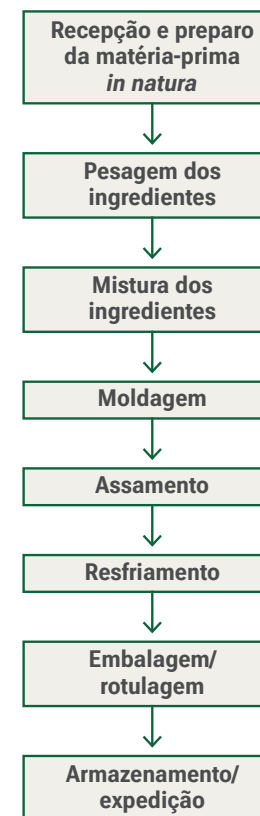 Recepção e preparo
da matéria-prima
in natura
Pesagem dos
ingredientes
Mistura dos
ingredientes
Moldagem
Assamento
Resfriamento
Embalagem/
rotulagem
Armazenamento/
expedição